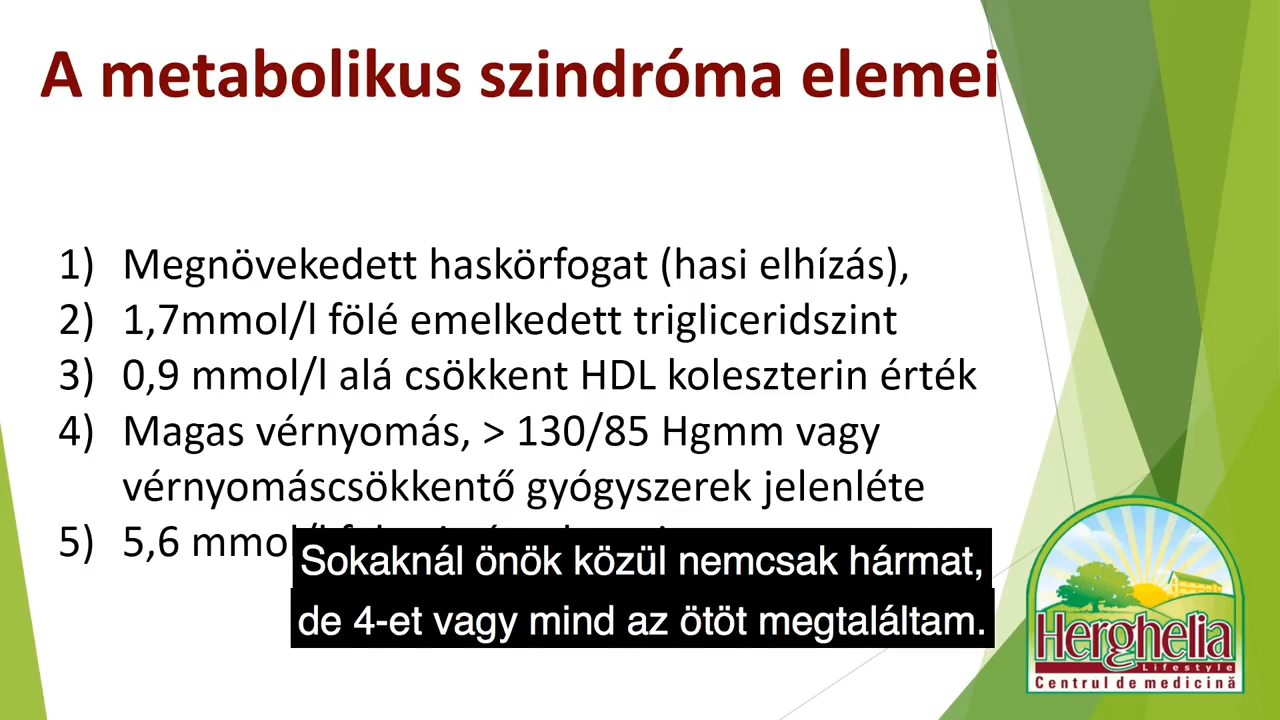 A metabolikus szindróma elemei
1) Megnövekedett haskörfogat (hasi elhízás),
2) 1,7mmol/l fölé emelkedett trigliceridszint
3) 0,9 mmol/l alá csökkent HDL koleszterin érték
4) Magas vérnyomás, > 130/85 Hgmm vagy
vérnyomáscsökkentő gyógyszerek jelenléte
5) 5,6
Sokaknál önök közül nemcsak hármat,
de 4-et vagy mind az ötöt megtaláltam.
Herghelia
Lifestyle
Centrul de medicină